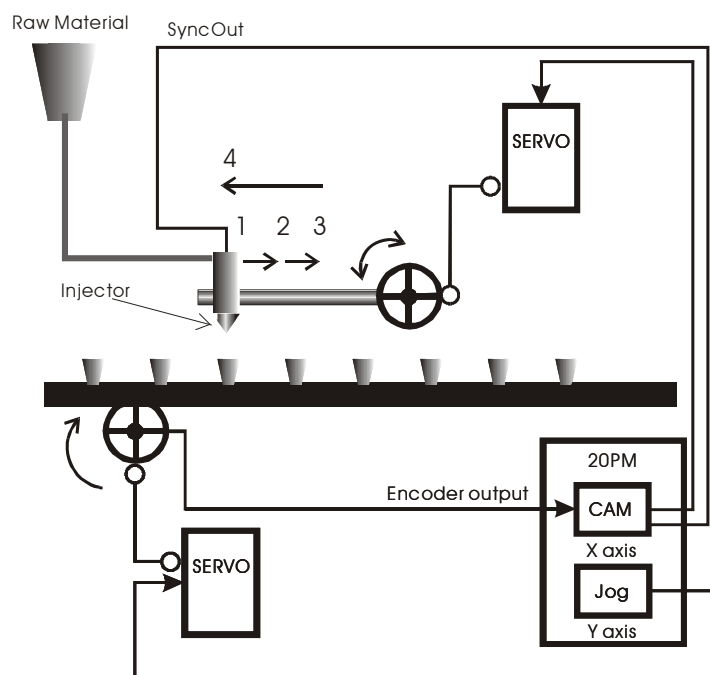 Raw Material
SyncOut
SERVO
4
1 2 3
Injector
20PM
Encoder output
CAM
X axis
SERVO
Jog
Y axis